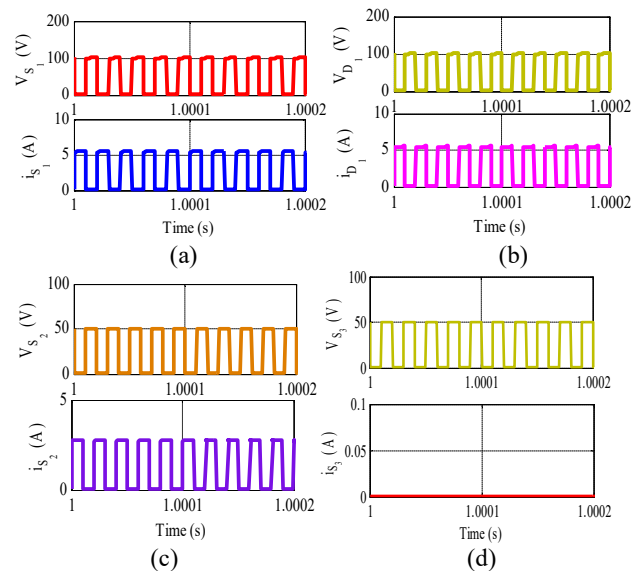 V_S_1 (V)
200
100
0
1
1.0001
1.0002
i_S_1 (A)
10
5
0
1
1.0001
1.0002
Time (s)
(a)
V_D_1 (V)
200
100
0
1
1.0001
1.0002
i_D_1 (A)
10
5
0
1
1.0001
1.0002
Time (s)
(b)
V_S_2 (V)
100
50
0
1
1.0001
1.0002
i_S_2 (A)
5
0
1
1.0001
1.0002
Time (s)
(c)
V_S_3 (V)
100
50
0
1
1.0001
1.0002
i_S_3 (A)
0.1
0.05
0
1
1.0001
1.0002
Time (s)
(d)